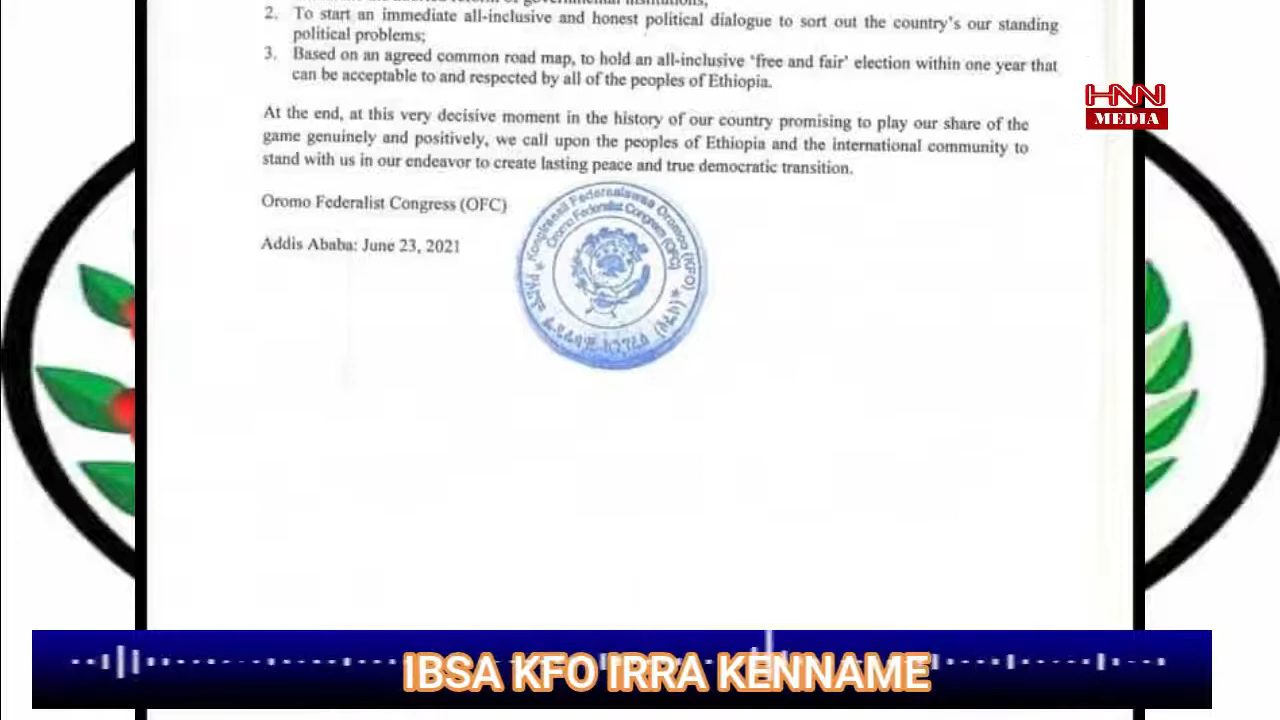 2. To start an immediate all-inclusive and honest political dialogue to sort out the country's our standing
political problems;
3. Based on an agreed common road map, to hold an all-inclusive 'free and fair' election within one year that
can be acceptable to and respected by all of the peoples of Ethiopia.
HNN
MEDIA
At the end, at this very decisive moment in the history of our country promising to play our share of the
game genuinely and positively, we call upon the peoples of Ethiopia and the international community to
stand with us in our endeavor to create lasting peace and true democratic transition.
Oromo Federalist Congress (OFC)
Addis Ababa: June 23, 2021
Kongireesii Federaalawaa Oromoo (KFO)
Oromo Federalist Congress (OFC)
IBSA KFO IRRA KENNAME